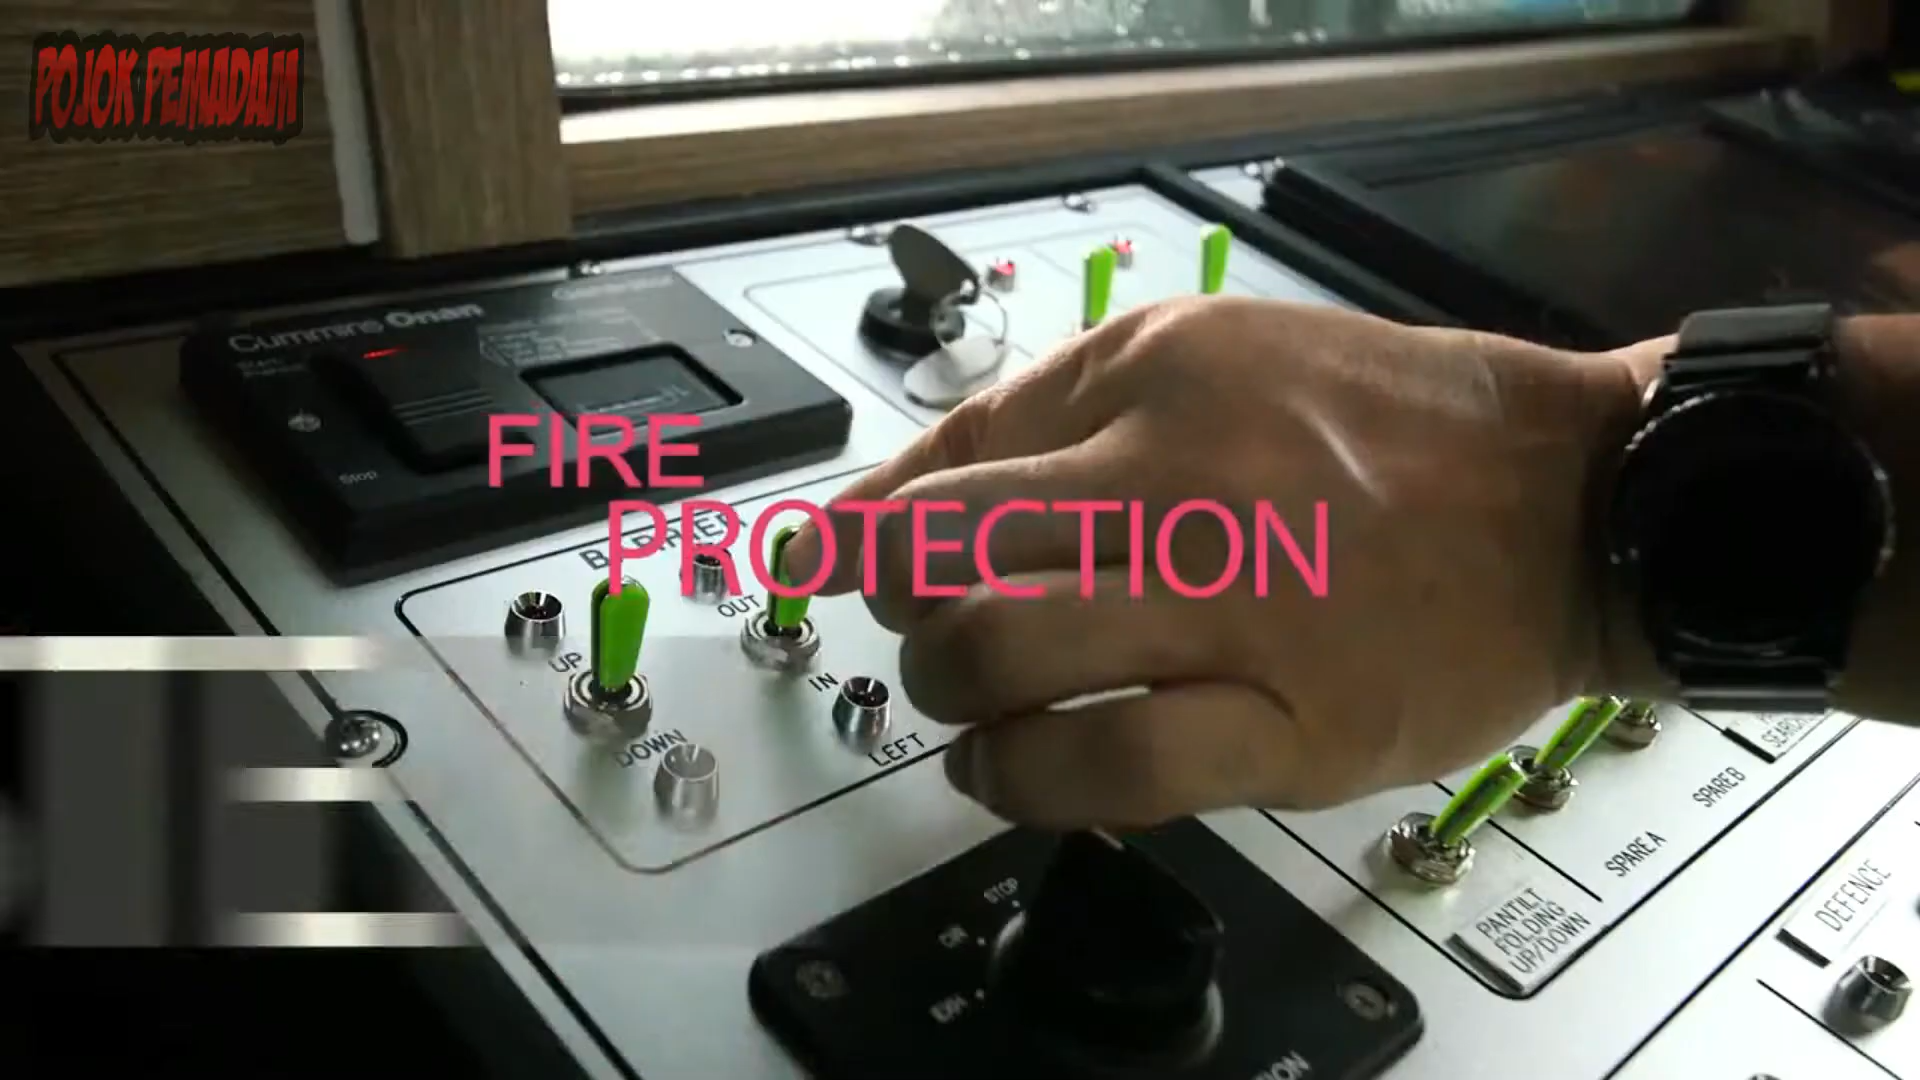 POJOK PEMADAM
Cummins Onan
Stop
FIRE
PROTECTION
OUT
UP
IN
DOWN
LEFT
STOP
SPARE B
SPARE A
PANTILT
FOLDING
UP/DOWN
DEFENCE